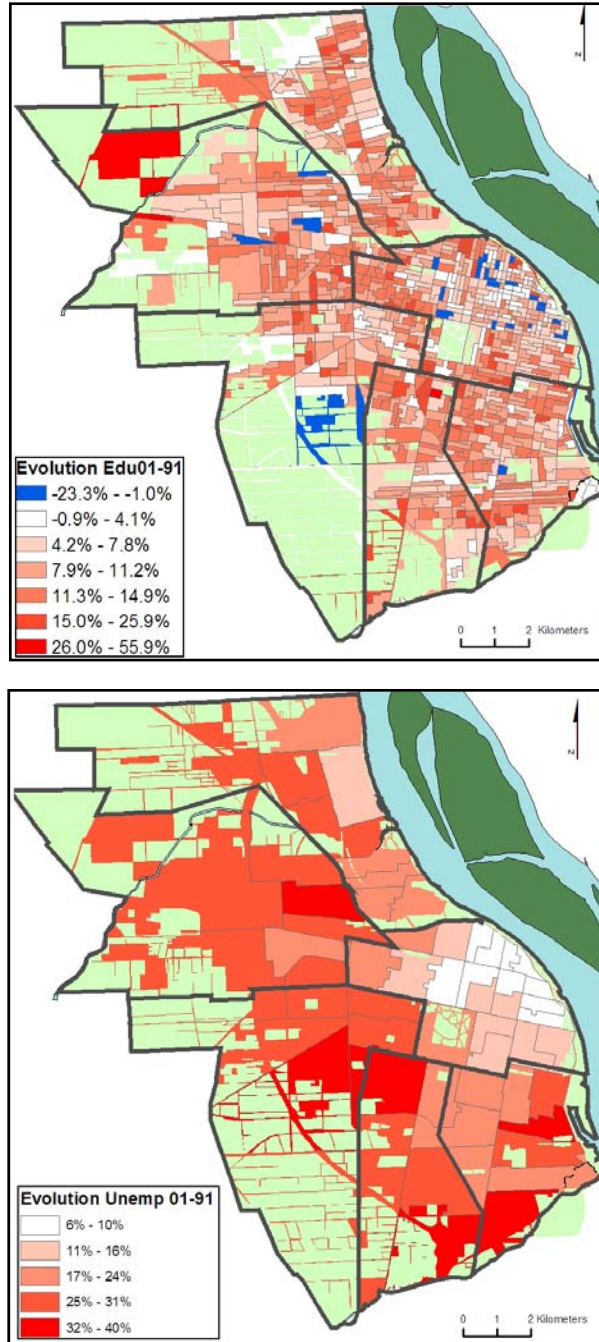 N
Evolution Edu01-91
-23.3% - -1.0%
-0.9% - 4.1%
4.2% - 7.8%
7.9% - 11.2%
11.3% - 14.9%
15.0% - 25.9%
26.0% - 55.9%
0 1 2 Kilometers
N
Evolution Unemp 01-91
6% - 10%
11% - 16%
17% - 24%
25% - 31%
32% - 40%
0 1 2 Kilometers